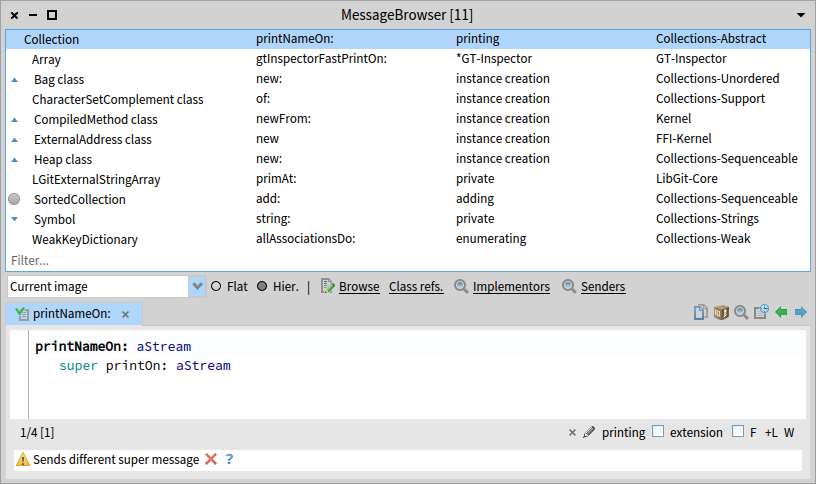 MessageBrowser [11]
Collection printNameOn: printing Collections-Abstract
Array gtInspectorFastPrintOn: *GT-Inspector GT-Inspector
Bag class new: instance creation Collections-Unordered
CharacterSetComplement class of: instance creation Collections-Support
CompiledMethod class newFrom: instance creation Kernel
ExternalAddress class new instance creation FFI-Kernel
Heap class new: instance creation Collections-Sequenceable
LGitExternalStringArray primAt: private LibGit-Core
SortedCollection add: adding Collections-Sequenceable
Symbol string: private Collections-Strings
WeakKeyDictionary allAssociationsDo: enumerating Collections-Weak
Filter...
Current image Flat Hier. | Browse Class refs. Implementors Senders
printNameOn: ×
printNameOn: aStream
super printOn: aStream
1/4 [1] × printing extension F +L W
Sends different super message ?